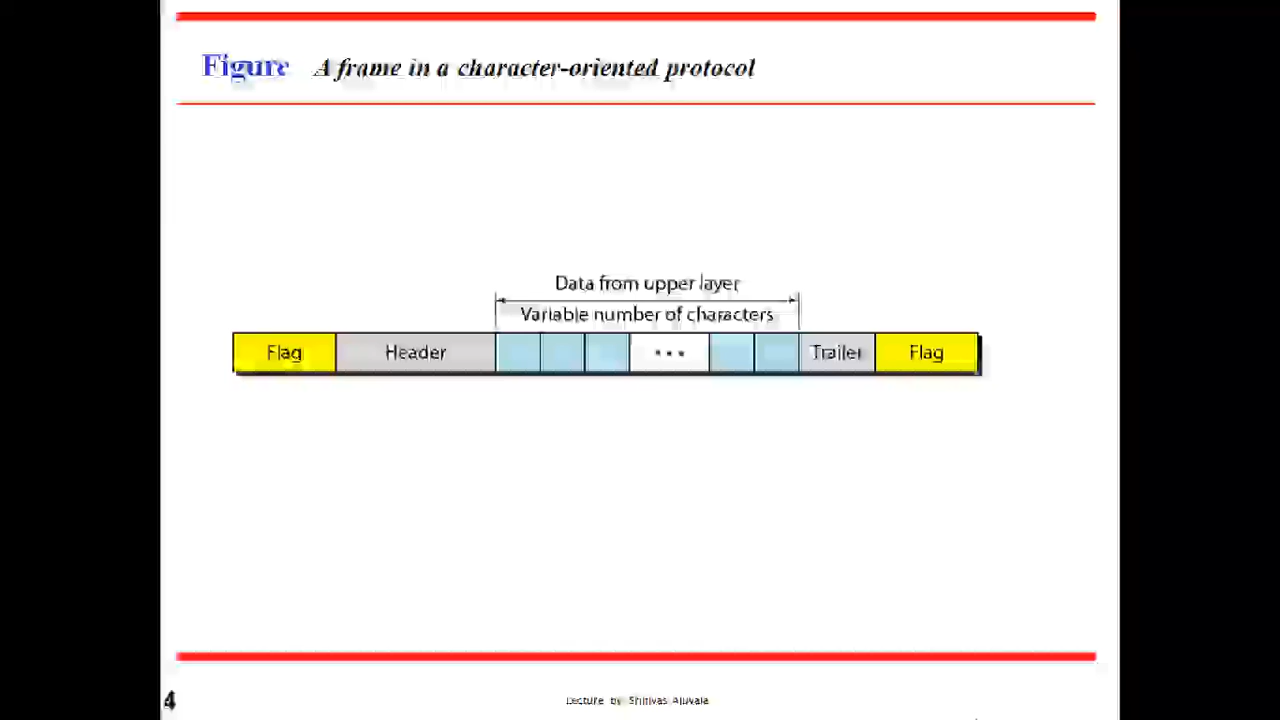 Figure A frame in a character-oriented protocol
Data from upper layer
Variable number of characters
Flag Header ... Trailer Flag
4
Lecture by Shrivas Aluvala